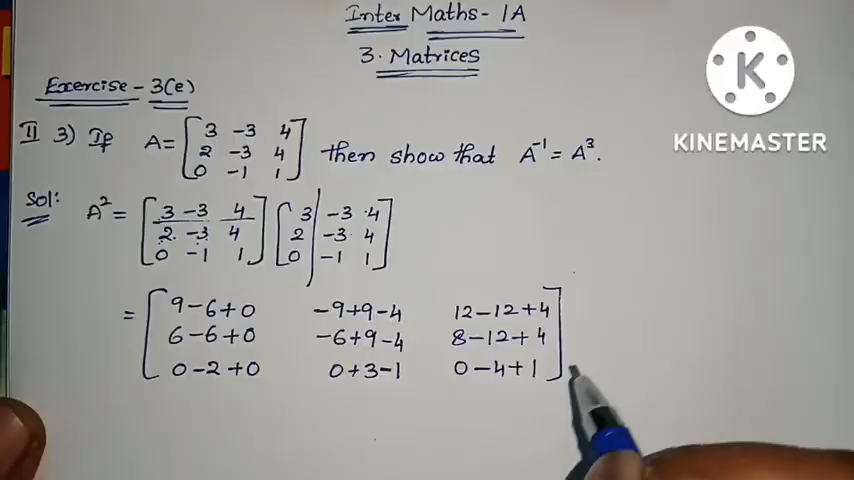 Inter Maths-1A
3. Matrices
KINEMASTER
Exercise-3(e)
II 3) If A= [3 -3 4 then show that A⁻¹ = A³.
2 -3 4
0 -1 1]
Sol: A² = [3 -3 4 [3 -3 4
2 -3 4 2 -3 4
0 -1 1] 0 -1 1]
= [9-6+0 -9+9-4 12-12+4
6-6+0 -6+9-4 8-12+4
0-2+0 0+3-1 0-4+1]